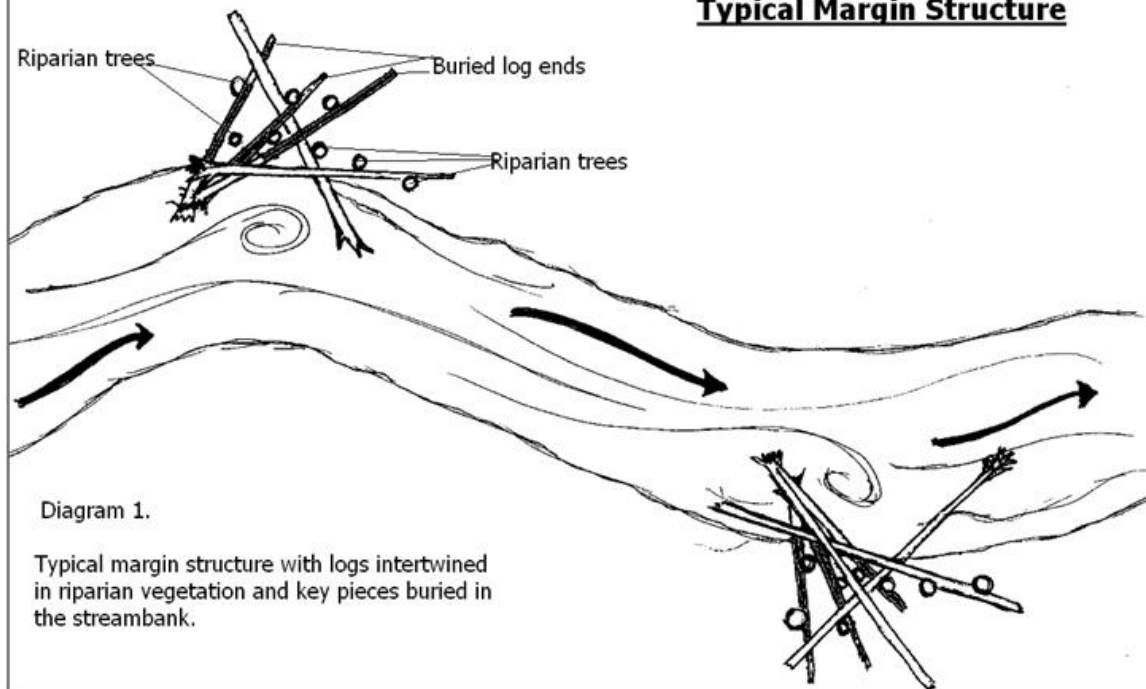 Typical Margin Structure
Riparian trees
Buried log ends
Riparian trees
Diagram 1.
Typical margin structure with logs intertwined
in riparian vegetation and key pieces buried in
the streambank.